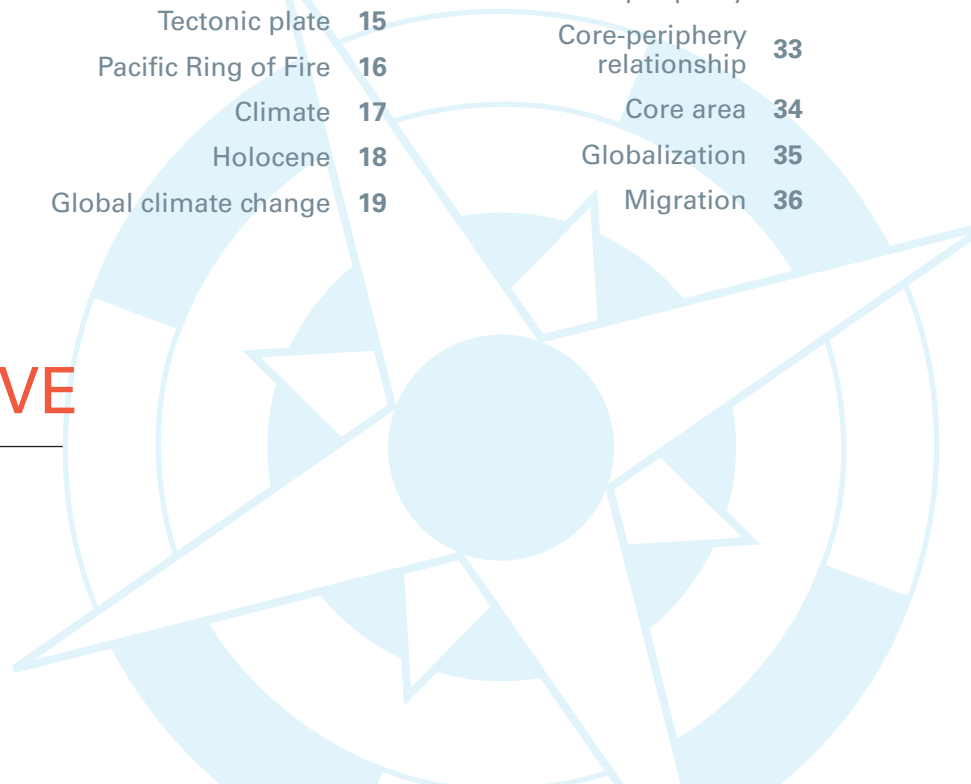 Tectonic plate 15
Pacific Ring of Fire 16
Climate 17
Holocene 18
Global climate change 19
Core-periphery
relationship 33
Core area 34
Globalization 35
Migration 36
VE